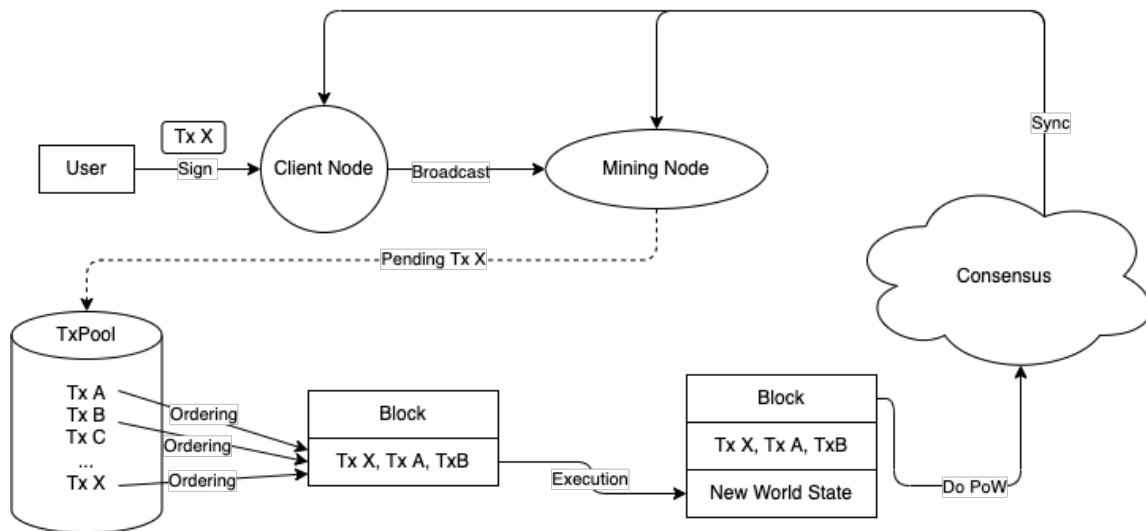 Tx X
Sync
User
Sign
Client Node
Broadcast
Mining Node
Pending Tx X
Consensus
TxPool
Tx A
Tx B
Tx C
...
Tx X
Ordering
Ordering
Ordering
Block
Tx X, Tx A, TxB
Execution
Block
Tx X, Tx A, TxB
New World State
Do PoW